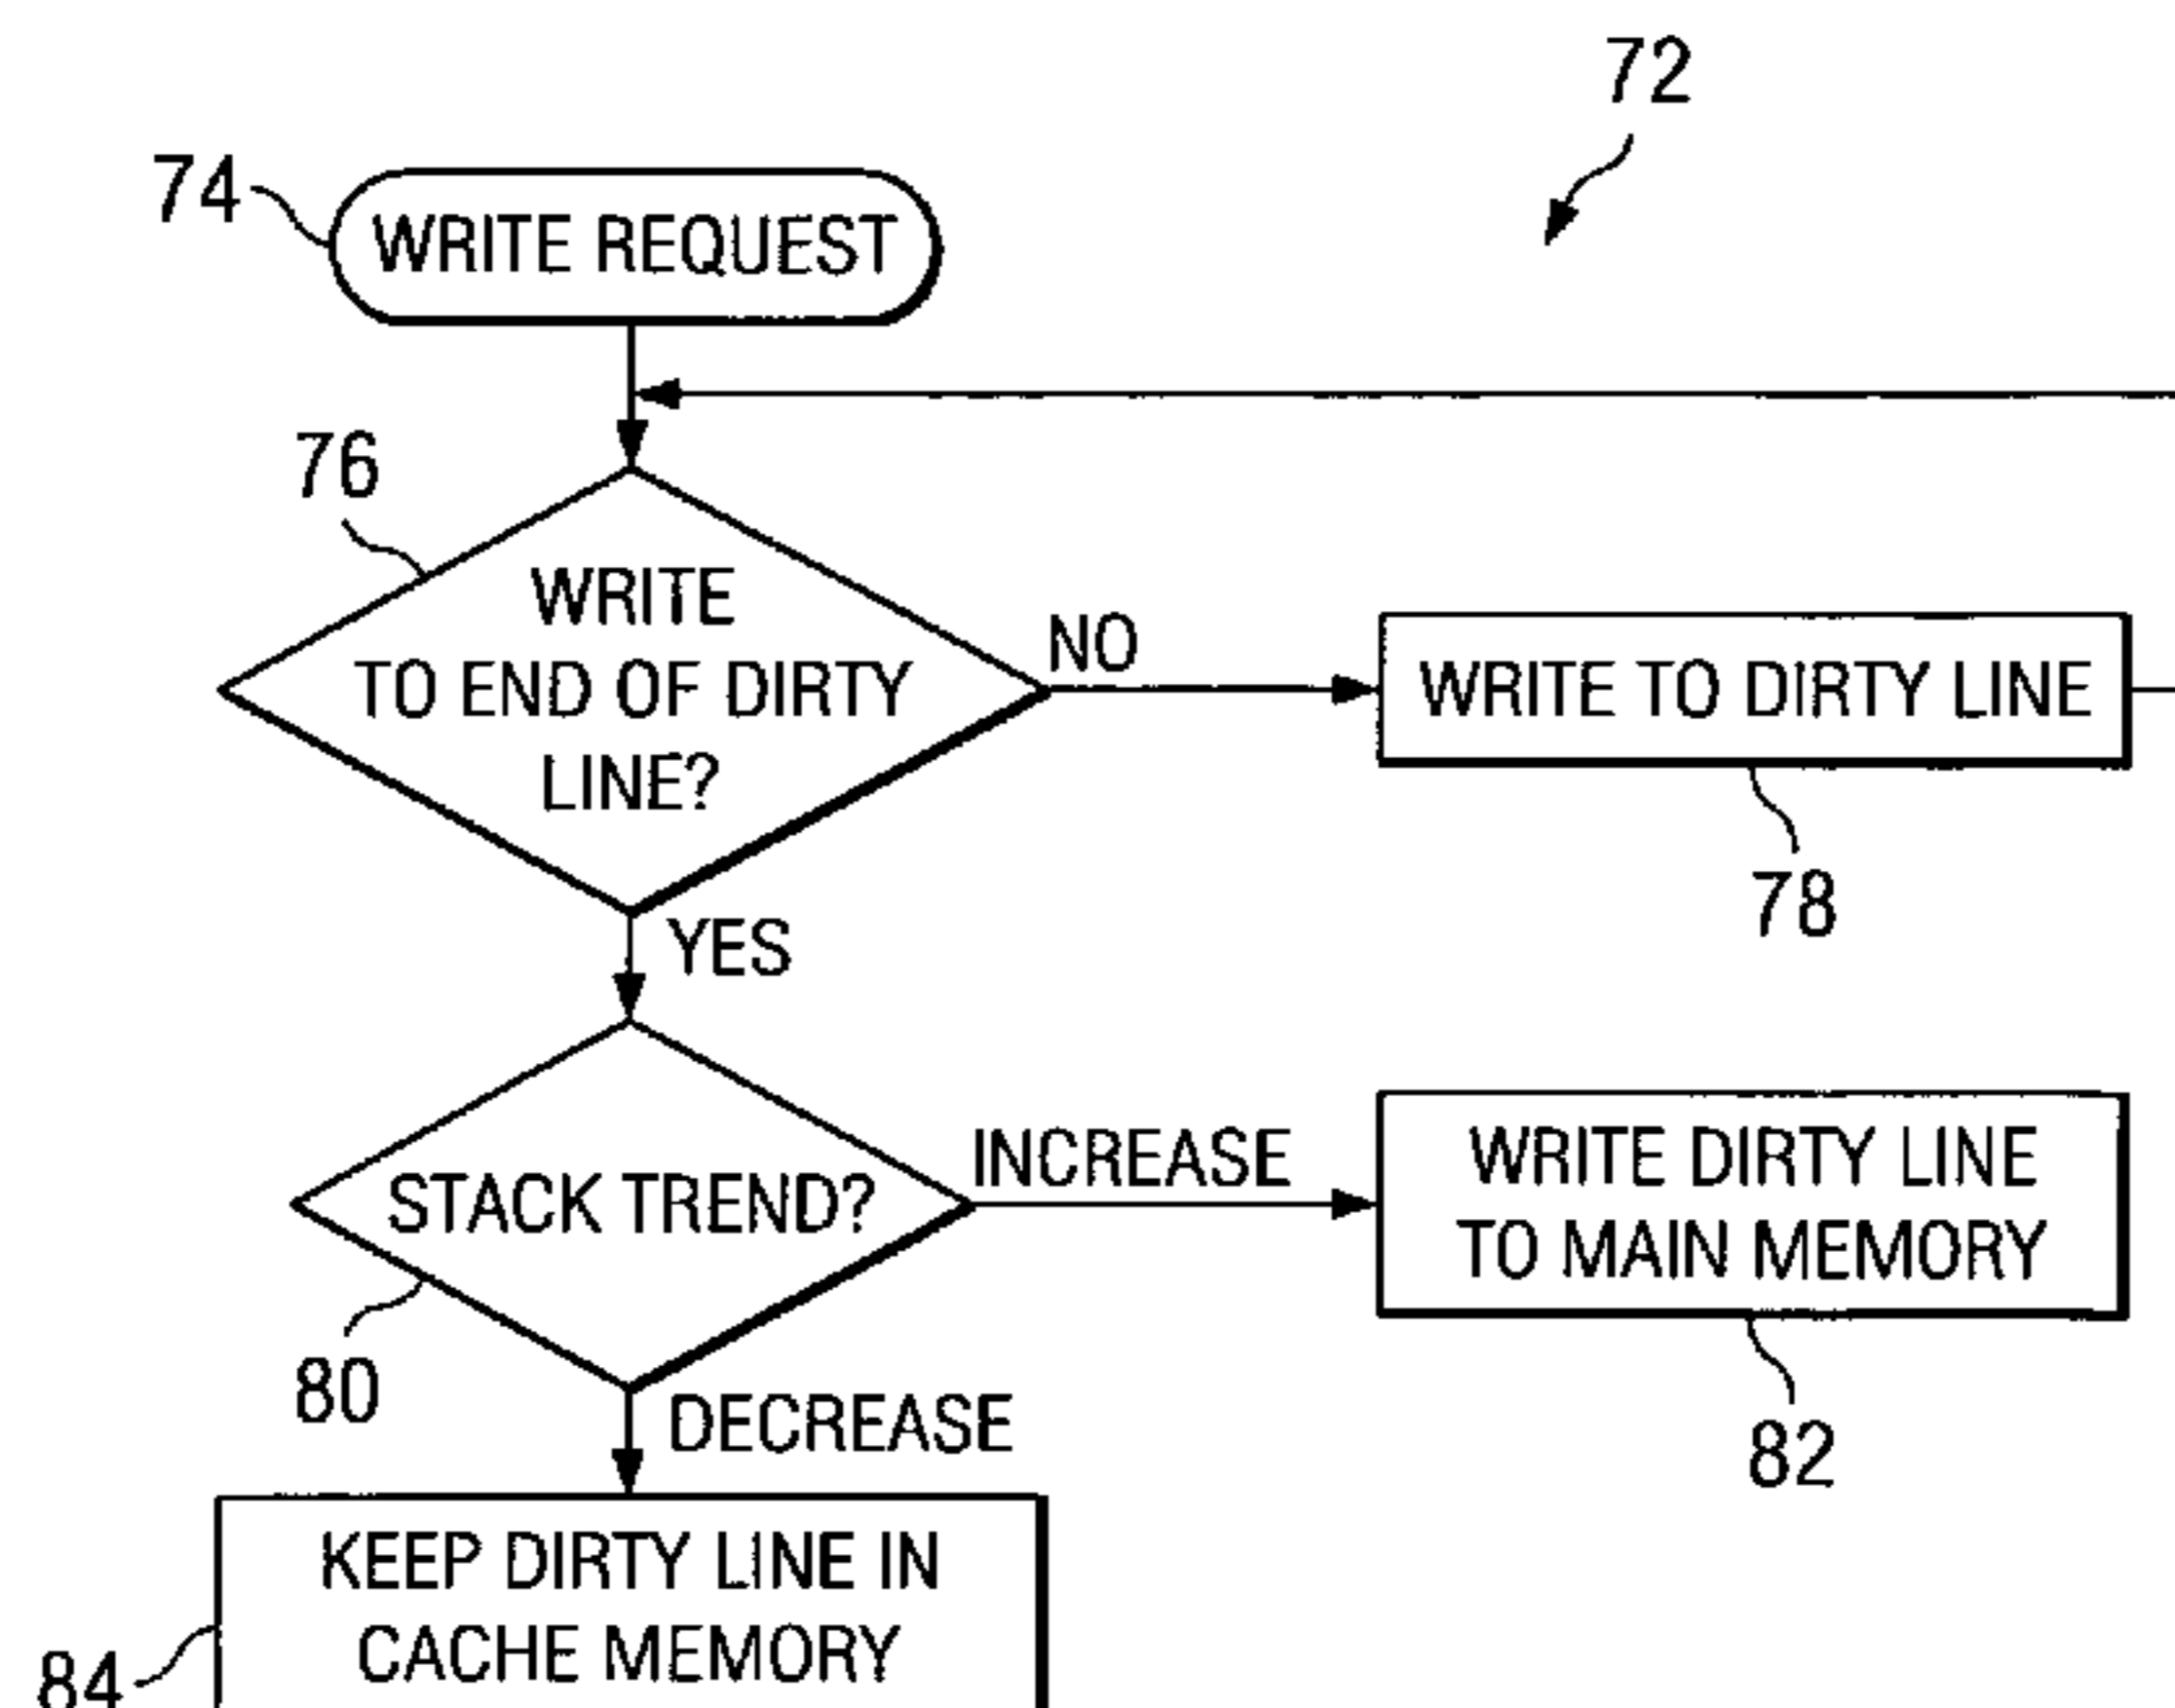 72
74
WRITE REQUEST
76
WRITE
TO END OF DIRTY
LINE?
NO
WRITE TO DIRTY LINE
78
YES
STACK TREND?
80
INCREASE
WRITE DIRTY LINE
TO MAIN MEMORY
82
DECREASE
KEEP DIRTY LINE IN
CACHE MEMORY
84